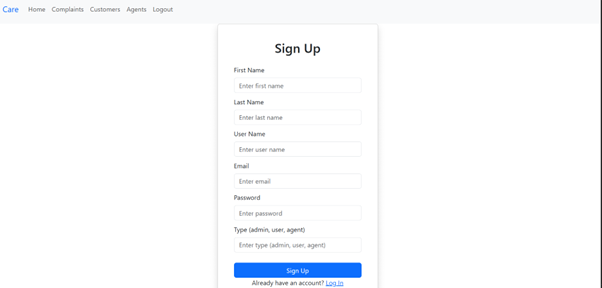 Care Home Complaints Customers Agents Logout
Sign Up
First Name
Enter first name
Last Name
Enter last name
User Name
Enter user name
Email
Enter email
Password
Enter password
Type (admin, user, agent)
Enter type (admin, user, agent)
Sign Up
Already have an account? Log In